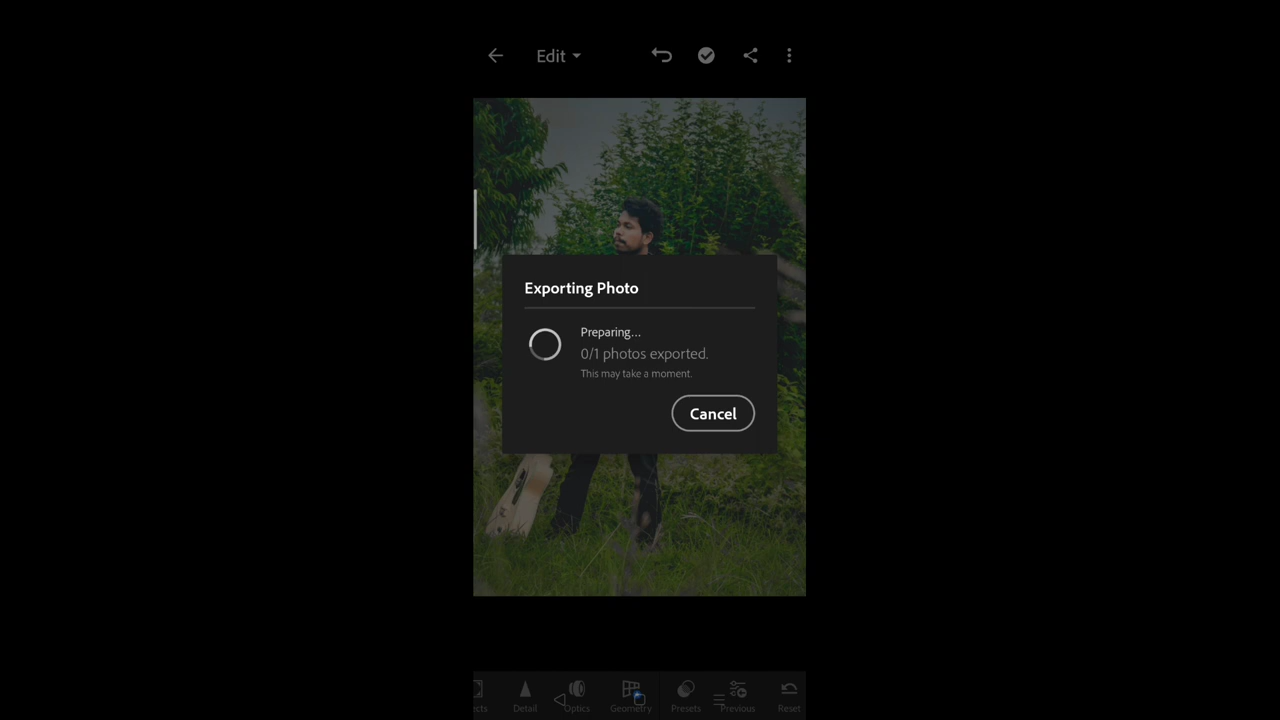 Edit
Exporting Photo
Preparing...
0/1 photos exported.
This may take a moment.
Cancel
cts Detail Optics Geometry Presets Previous Reset